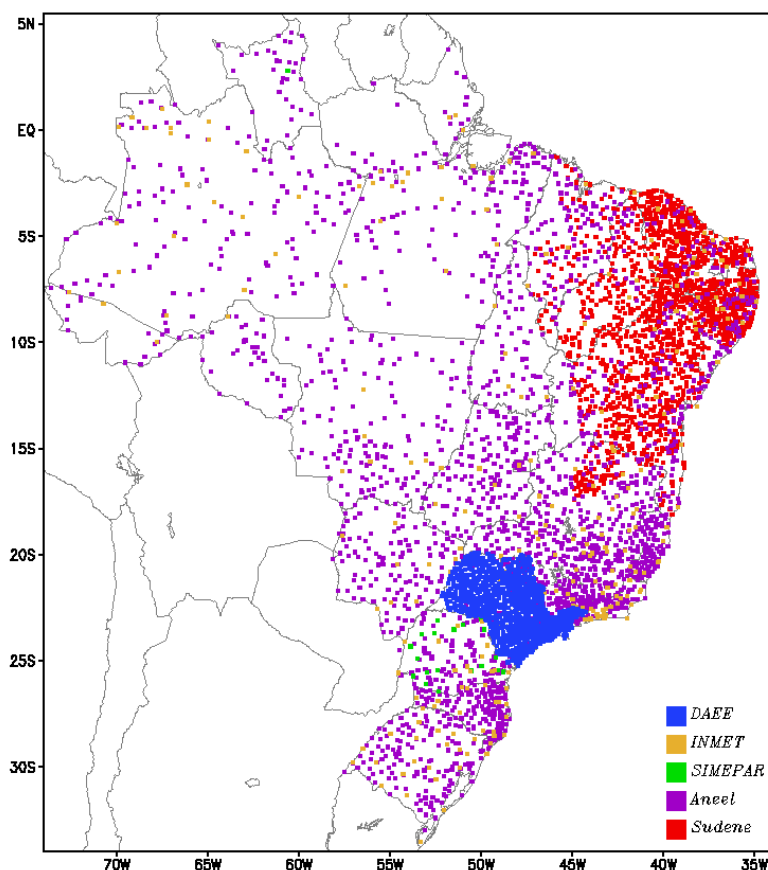 5N
EQ
5S
10S
15S
20S
25S
30S
DAEE
INMET
SIMEPAR
Aneel
Sudene
70W 65W 60W 55W 50W 45W 40W 35W